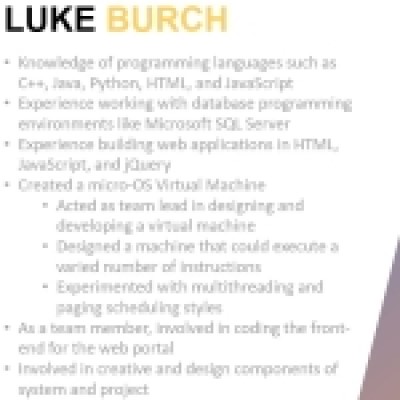 LUKE BURCH
• Knowledge of programming languages such as
C++, Java, Python, HTML, and JavaScript
• Experience working with database programming
environments like Microsoft SQL Server
• Experience building web applications in HTML,
JavaScript, and jQuery
• Created a micro-OS Virtual Machine
• Acted as team lead in designing and
developing a virtual machine
• Designed a machine that could execute a
varied number of instructions
• Experimented with multithreading and
paging scheduling styles
• As a team member, involved in coding the front-
end for the web portal
• Involved in creative and design components of
system and project